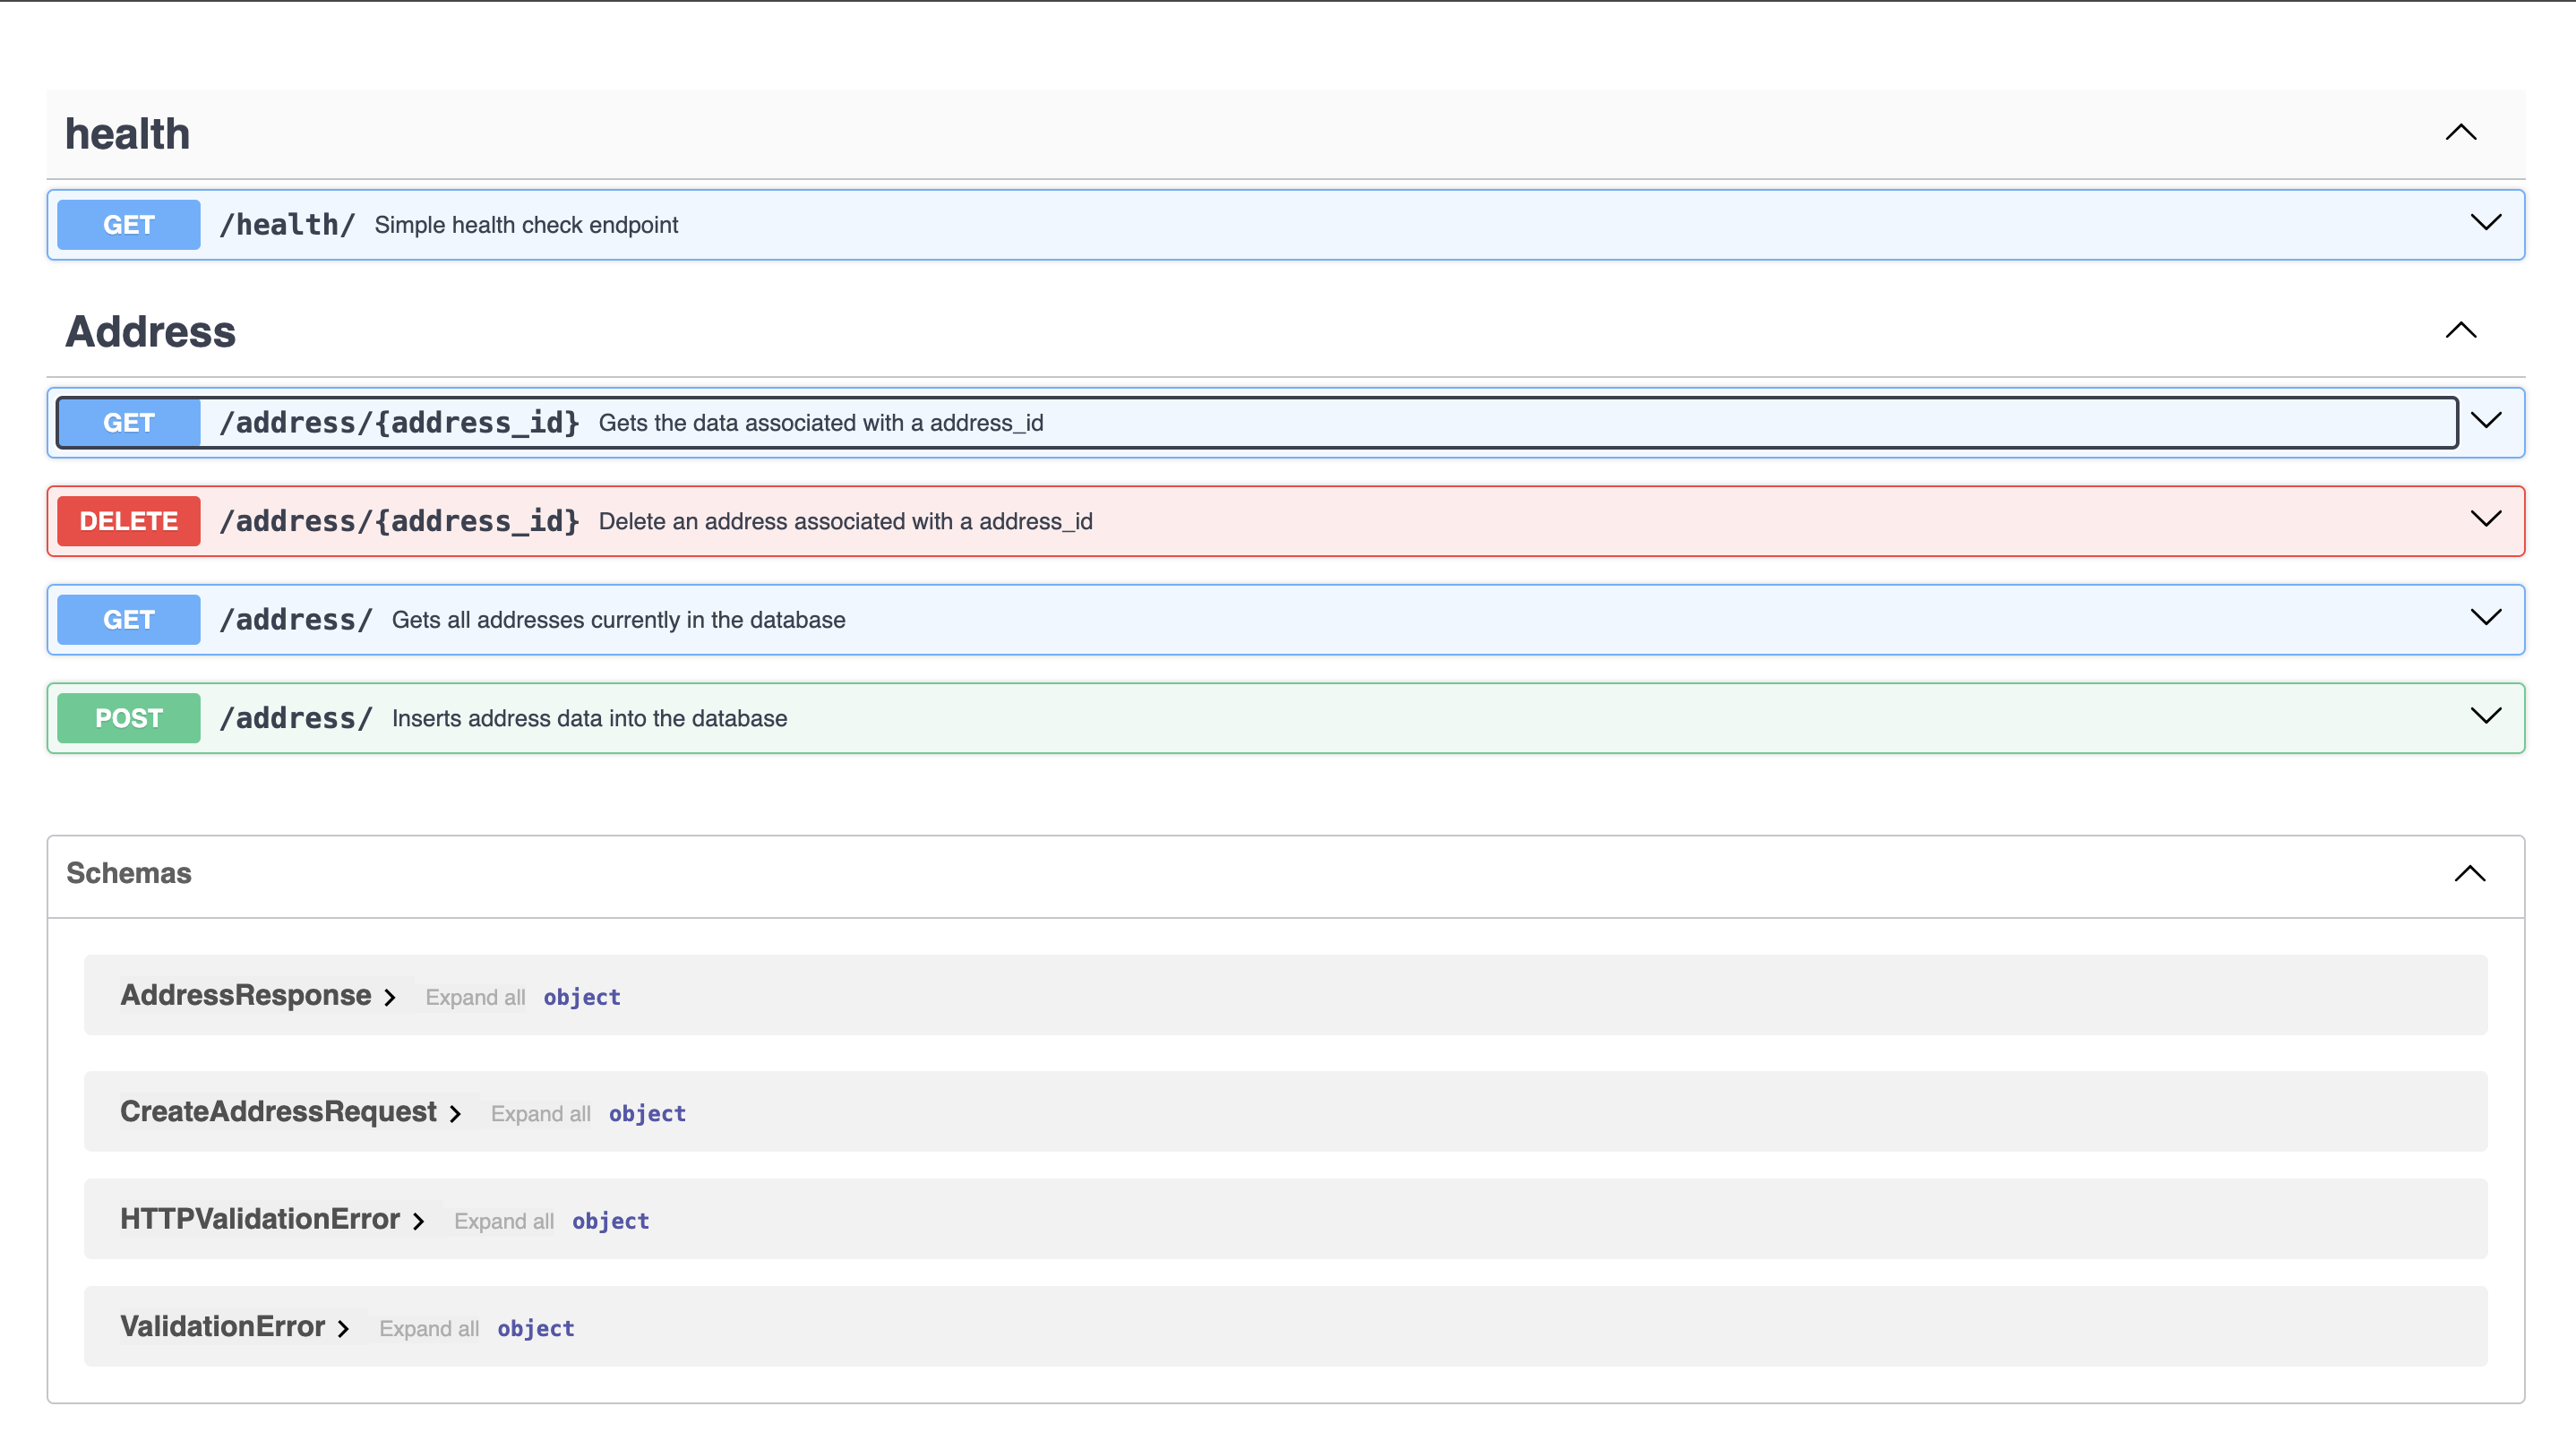 health
GET /health/ Simple health check endpoint
Address
GET /address/{address_id} Gets the data associated with a address_id
DELETE /address/{address_id} Delete an address associated with a address_id
GET /address/ Gets all addresses currently in the database
POST /address/ Inserts address data into the database
Schemas
AddressResponse Expand all object
CreateAddressRequest Expand all object
HTTPValidationError Expand all object
ValidationError Expand all object